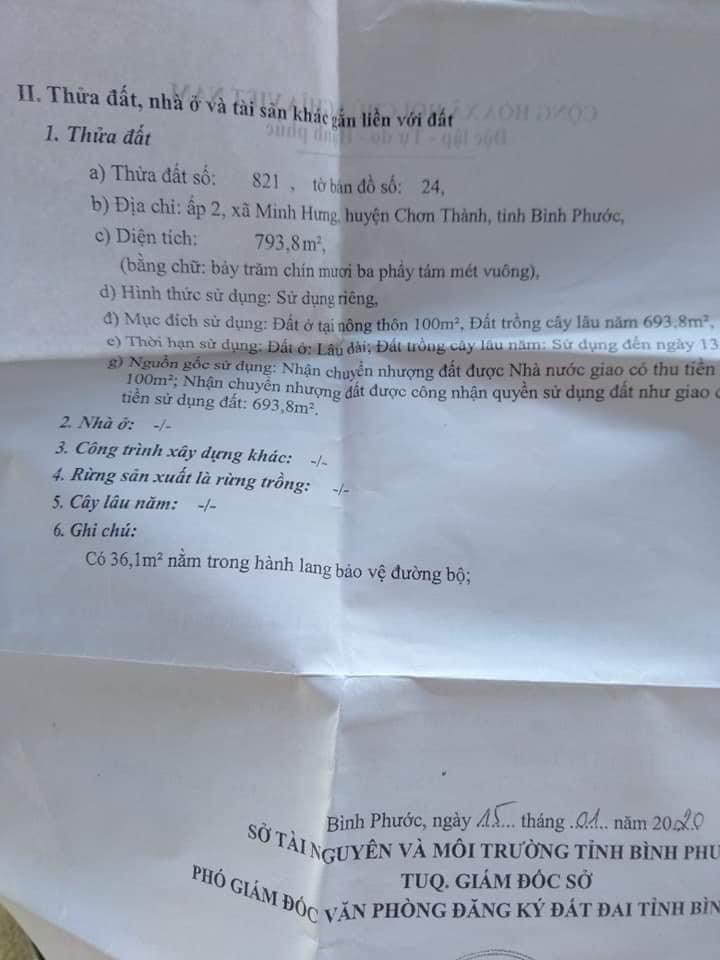 II. Thửa đất, nhà ở và tài sản khác gắn liền với đất
1. Thửa đất
a) Thửa đất số: 821 , tờ bản đồ số: 24,
b) Địa chỉ: ấp 2, xã Minh Hưng, huyện Chơn Thành, tỉnh Bình Phước,
c) Diện tích: 793,8m²,
(bằng chữ: bảy trăm chín mươi ba phẩy tám mét vuông),
d) Hình thức sử dụng: Sử dụng riêng,
đ) Mục đích sử dụng: Đất ở tại nông thôn 100m², Đất trồng cây lâu năm 693,8m²,
e) Thời hạn sử dụng: Đất ở: Lâu dài; Đất trồng cây lâu năm: Sử dụng đến ngày 13
g) Nguồn gốc sử dụng: Nhận chuyển nhượng đất được Nhà nước giao có thu tiền
100m²; Nhận chuyển nhượng đất được công nhận quyền sử dụng đất như giao
tiền sử dụng đất: 693,8m².
2. Nhà ở: -/-
3. Công trình xây dựng khác: -/-
4. Rừng sản xuất là rừng trồng: -/-
5. Cây lâu năm: -/-
6. Ghi chú:
Có 36,1m² nằm trong hành lang bảo vệ đường bộ;
Bình Phước, ngày 15 tháng 01 năm 2020
SỞ TÀI NGUYÊN VÀ MÔI TRƯỜNG TỈNH BÌNH PHƯ
TUQ. GIÁM ĐỐC SỞ
PHÓ GIÁM ĐỐC VĂN PHÒNG ĐĂNG KÝ ĐẤT ĐAI TỈNH BÌN